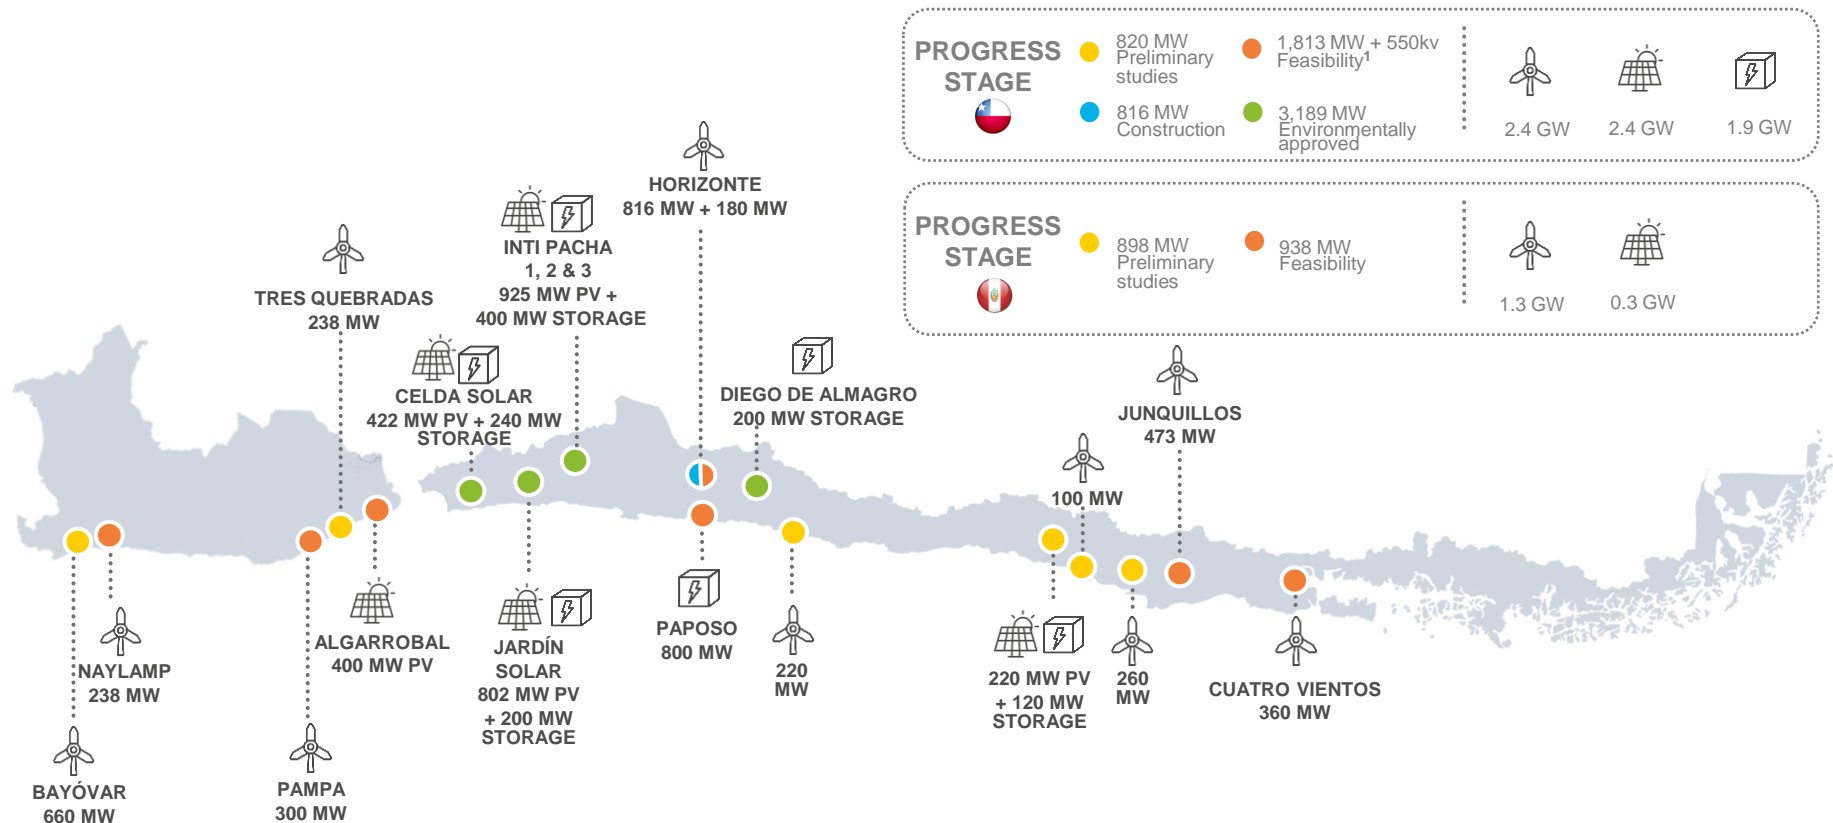 PROGRESS
STAGE
820 MW
Preliminary
studies
1,813 MW + 550kv
Feasibility¹
816 MW
Construction
3,189 MW
Environmentally
approved
2.4 GW
2.4 GW
1.9 GW
PROGRESS
STAGE
898 MW
Preliminary
studies
938 MW
Feasibility
1.3 GW
0.3 GW
HORIZONTE
816 MW + 180 MW
INTI PACHA
1, 2 & 3
925 MW PV +
400 MW STORAGE
TRES QUEBRADAS
238 MW
CELDA SOLAR
422 MW PV + 240 MW
STORAGE
DIEGO DE ALMAGRO
200 MW STORAGE
JUNQUILLOS
473 MW
100 MW
NAYLAMP
238 MW
BAYÓVAR
660 MW
PAMPA
300 MW
ALGARROBAL
400 MW PV
JARDÍN
SOLAR
802 MW PV
+ 200 MW
STORAGE
PAPOSO
800 MW
220
MW
220 MW PV
+ 120 MW
STORAGE
260
MW
CUATRO VIENTOS
360 MW